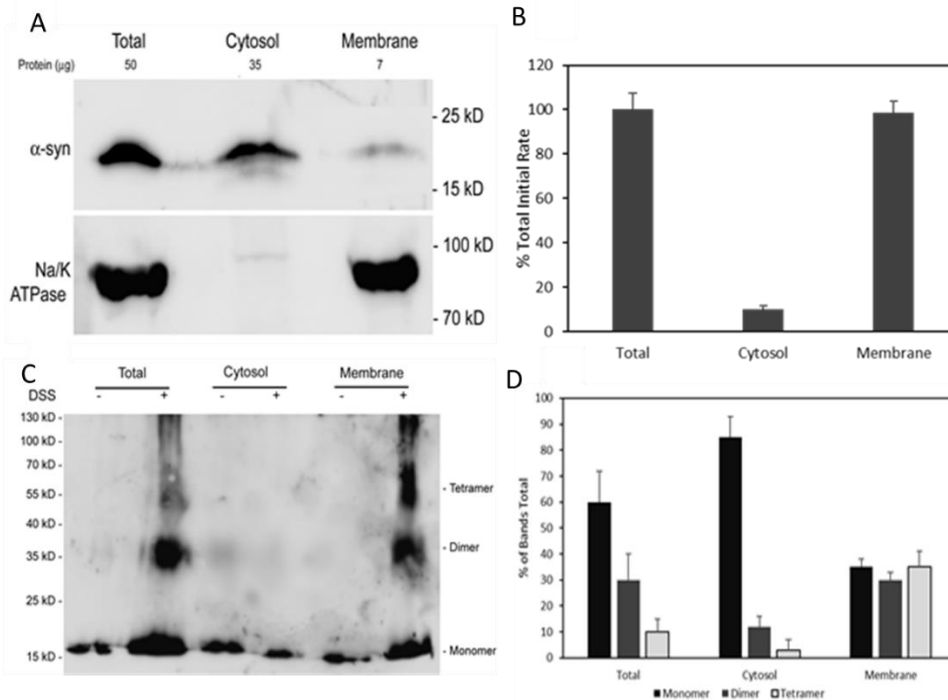 A
Total Cytosol Membrane
Protein (µg) 50 35 7
- 25 kD
α-syn
- 15 kD
- 100 kD
Na/K
ATPase
- 70 kD
B
120
100
80
60
40
20
0
% Total Initial Rate
Total Cytosol Membrane
C
Total Cytosol Membrane
DSS - + - + - +
130 kD -
100 kD -
70 kD -
55 kD -
40 kD -
35 kD -
25 kD -
15 kD -
- Tetramer
- Dimer
- Monomer
D
100
90
80
70
60
50
40
30
20
10
0
% of Bands Total
Total Cytosol Membrane
Monomer Dimer Tetramer